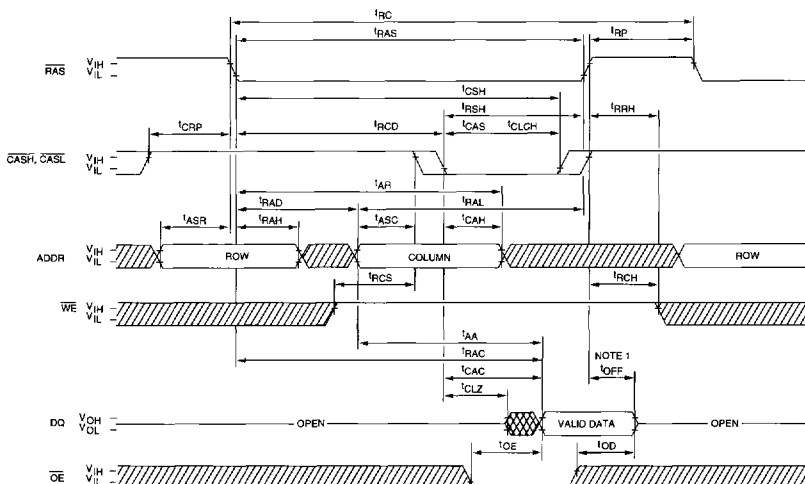 tRC
tRAS
tRP
RAS VIH
VIL
tCSH
tRSH
tRRH
tCRP
tRCD
tCAS
tCLCH
CASH, CASL VIH
VIL
tAR
tRAD
tRAL
tASR
tRAH
tASC
tCAH
ADDR VIH
VIL
ROW
COLUMN
ROW
tRCS
tRCH
WE VIH
VIL
tAA
tRAC
NOTE 1
tCAC
tOFF
tCLZ
DQ VOH
VOL
OPEN
VALID DATA
OPEN
tOE
tOD
OE VIH
VIL